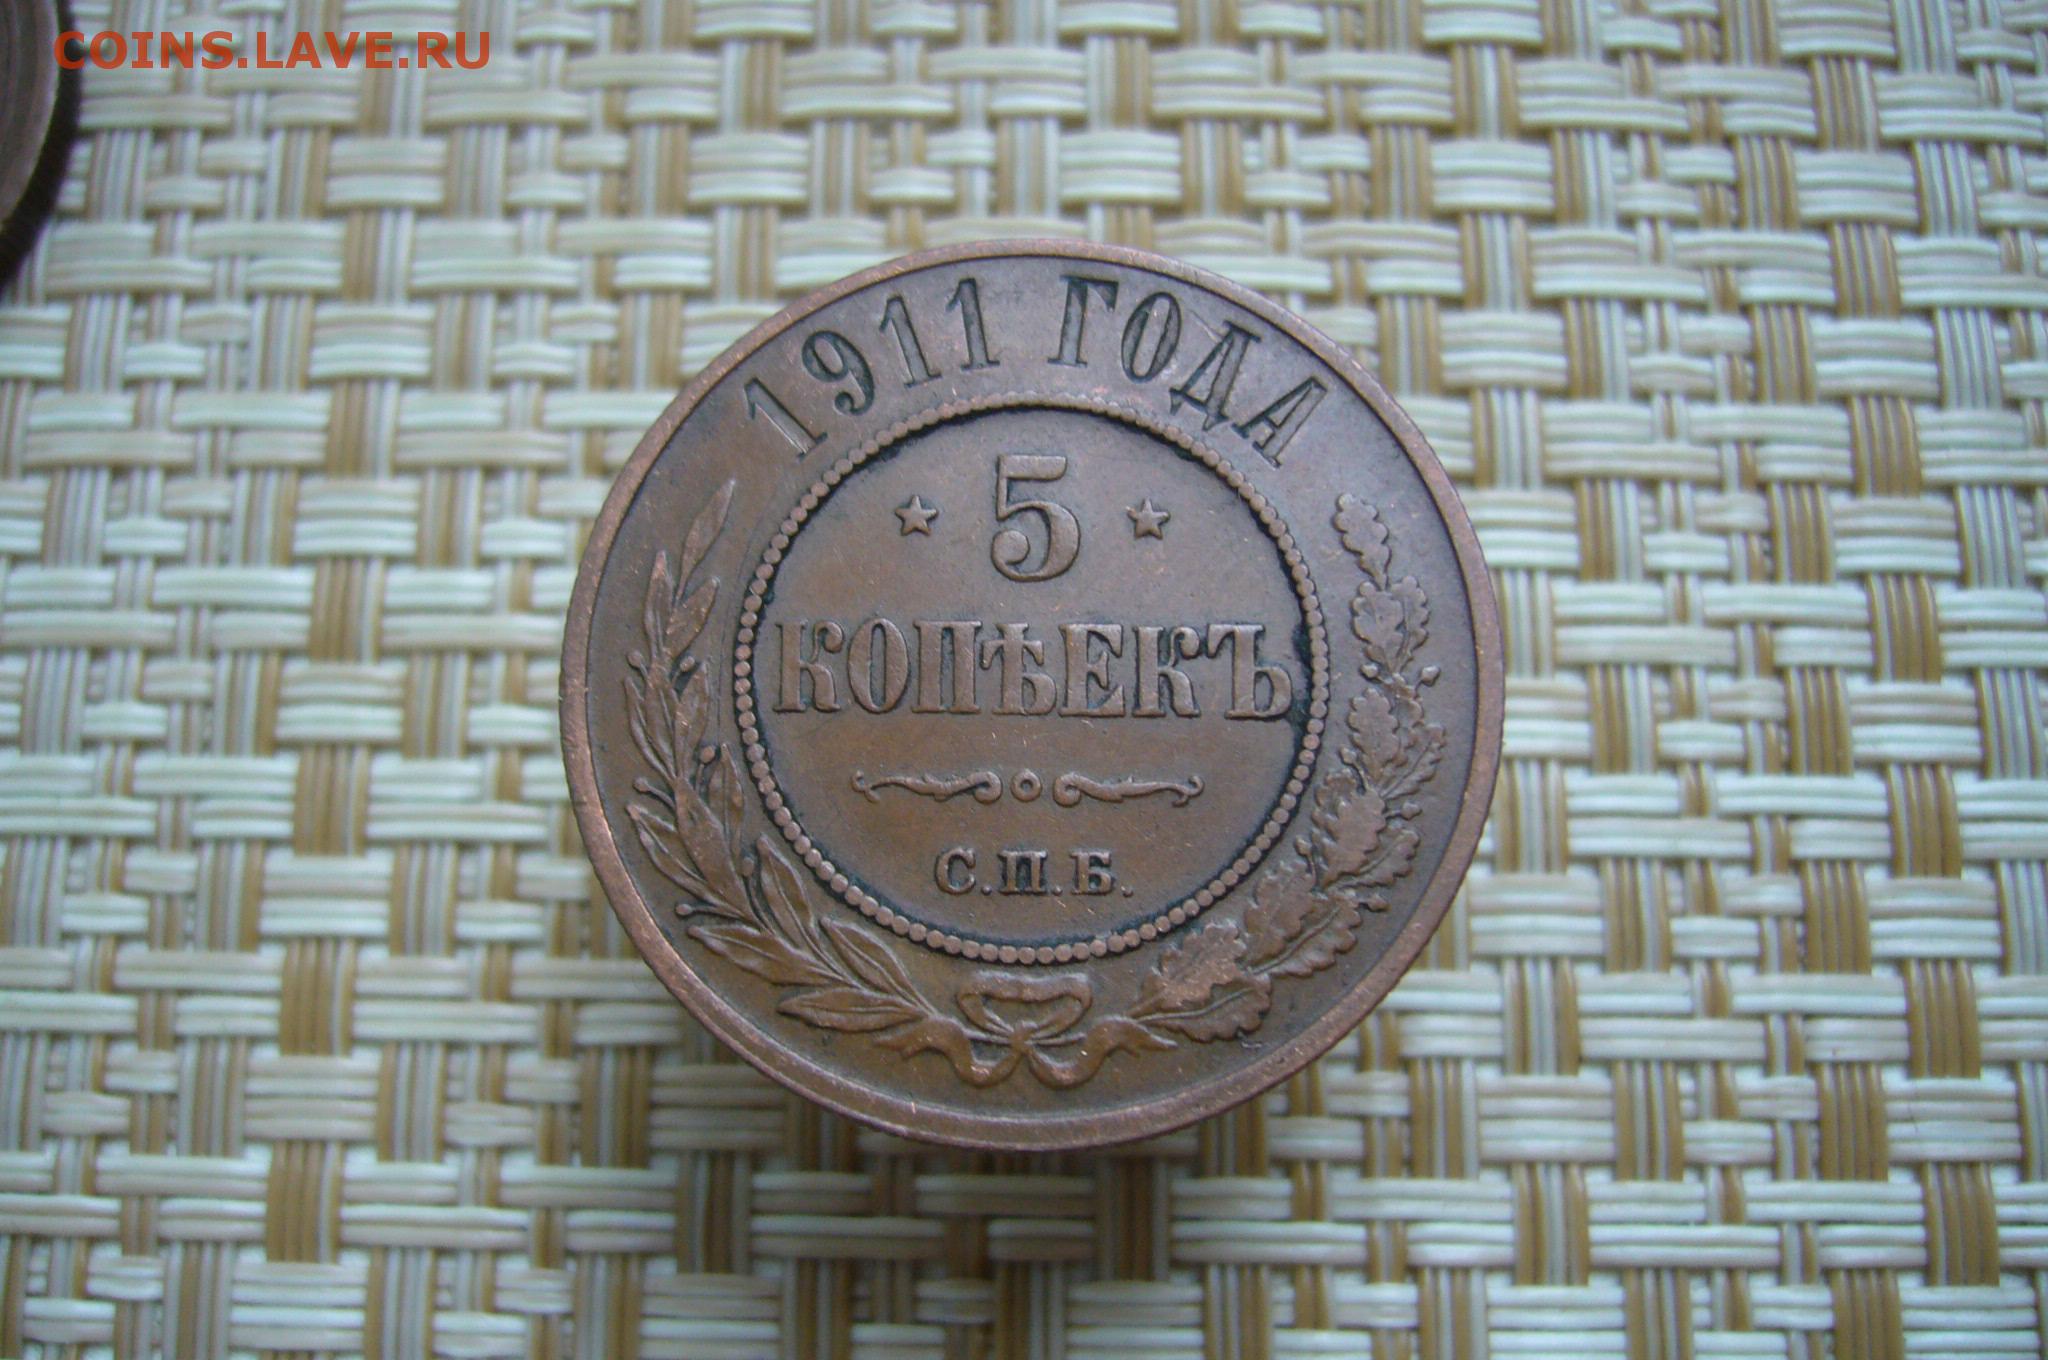 COINS.LAVE.RU
1911 ГОДА
5
КОПѢЕКЪ
С.П.Б.